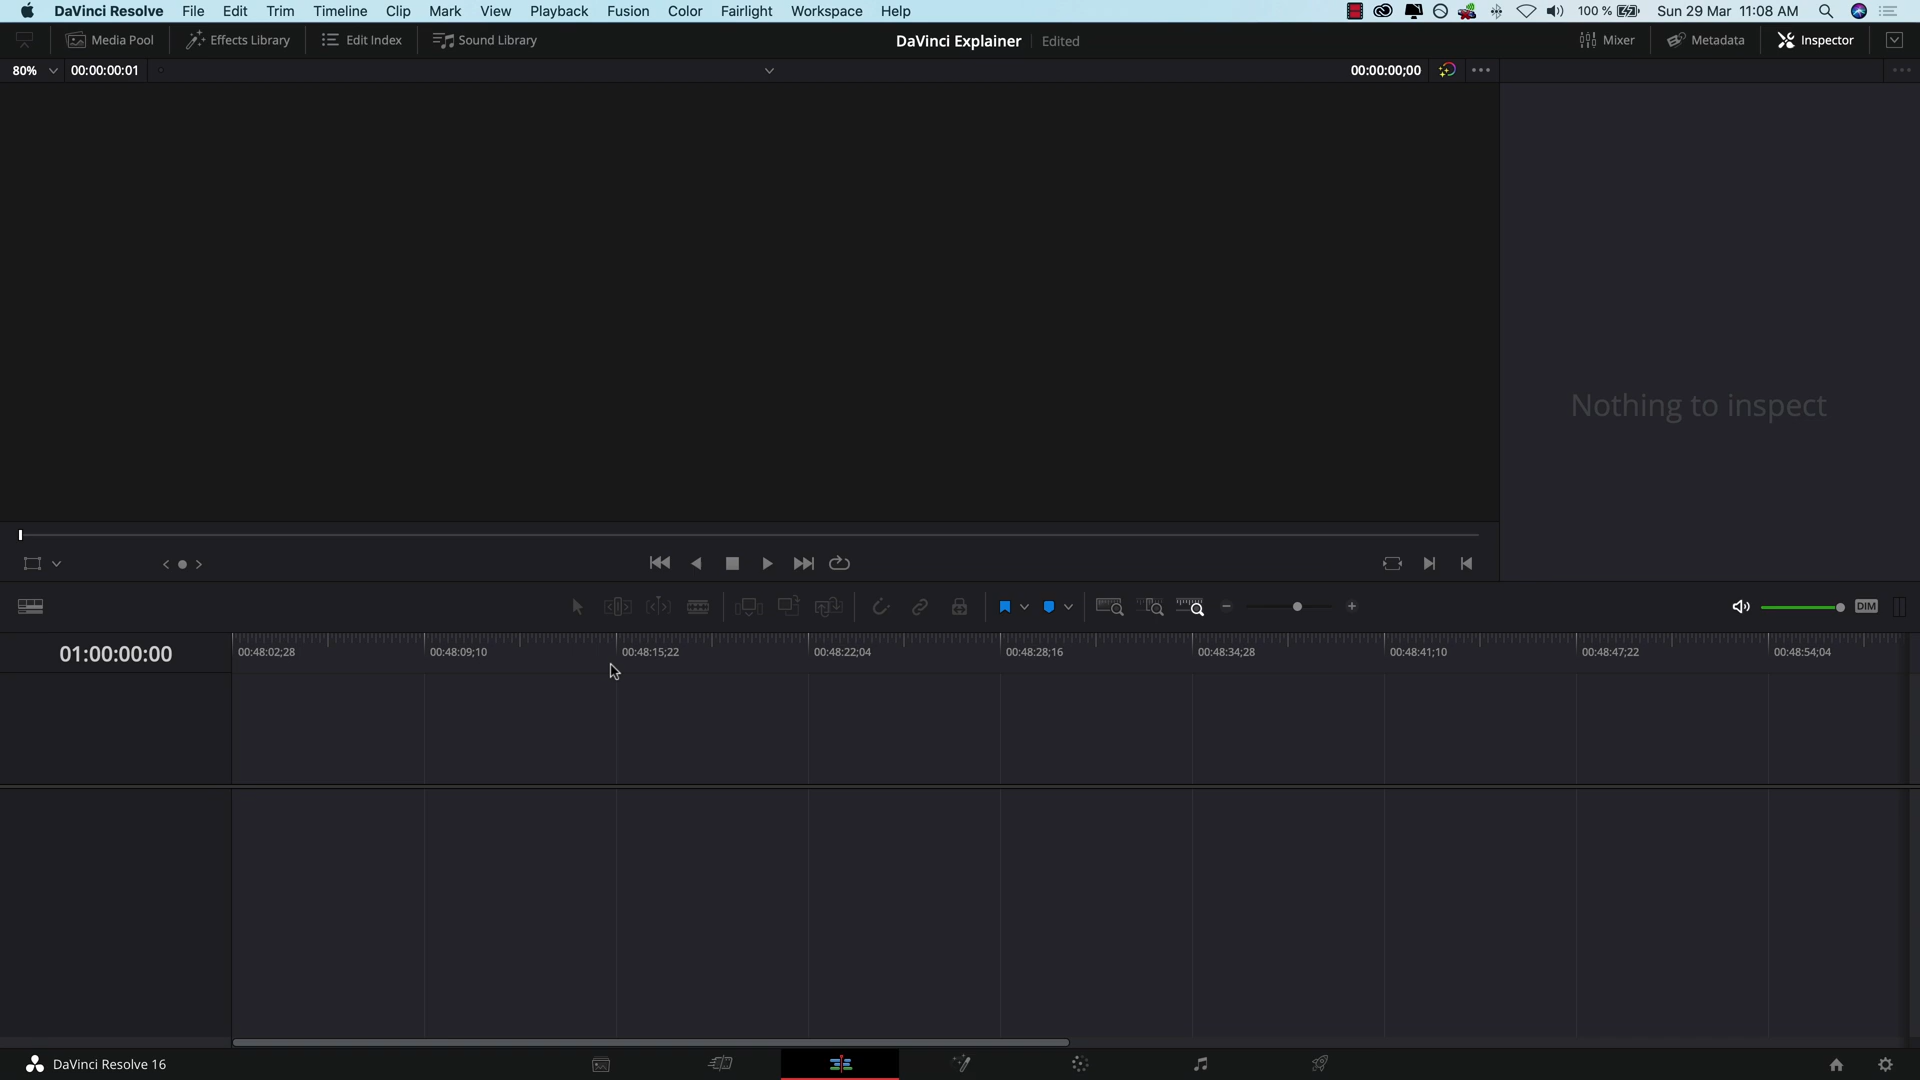 DaVinci Resolve File Edit Trim Timeline Clip Mark View Playback Fusion Color Fairlight Workspace Help 100 % Sun 29 Mar 11:08 AM
Media Pool Effects Library Edit Index Sound Library DaVinci Explainer Edited Mixer Metadata Inspector
80% 00:00:00:01 00:00:00;00
Nothing to inspect
DIM
01:00:00:00 00:48:02;28 00:48:09;10 00:48:15;22 00:48:22;04 00:48:28;16 00:48:34;28 00:48:41;10 00:48:47;22 00:48:54;04
DaVinci Resolve 16